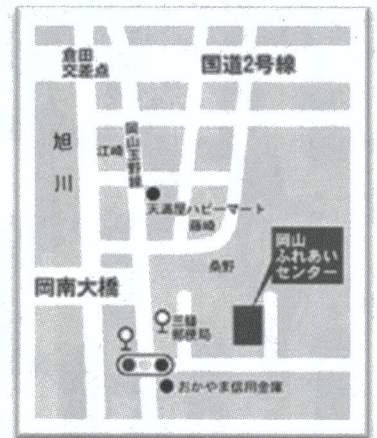 倉田
交差点
国道2号線
旭
川
江崎
岡山玉野線
天満屋ハピーマート
藤崎
桑野
岡山
ふれあい
センター
岡南大橋
三蟠
郵便局
おかやま信用金庫